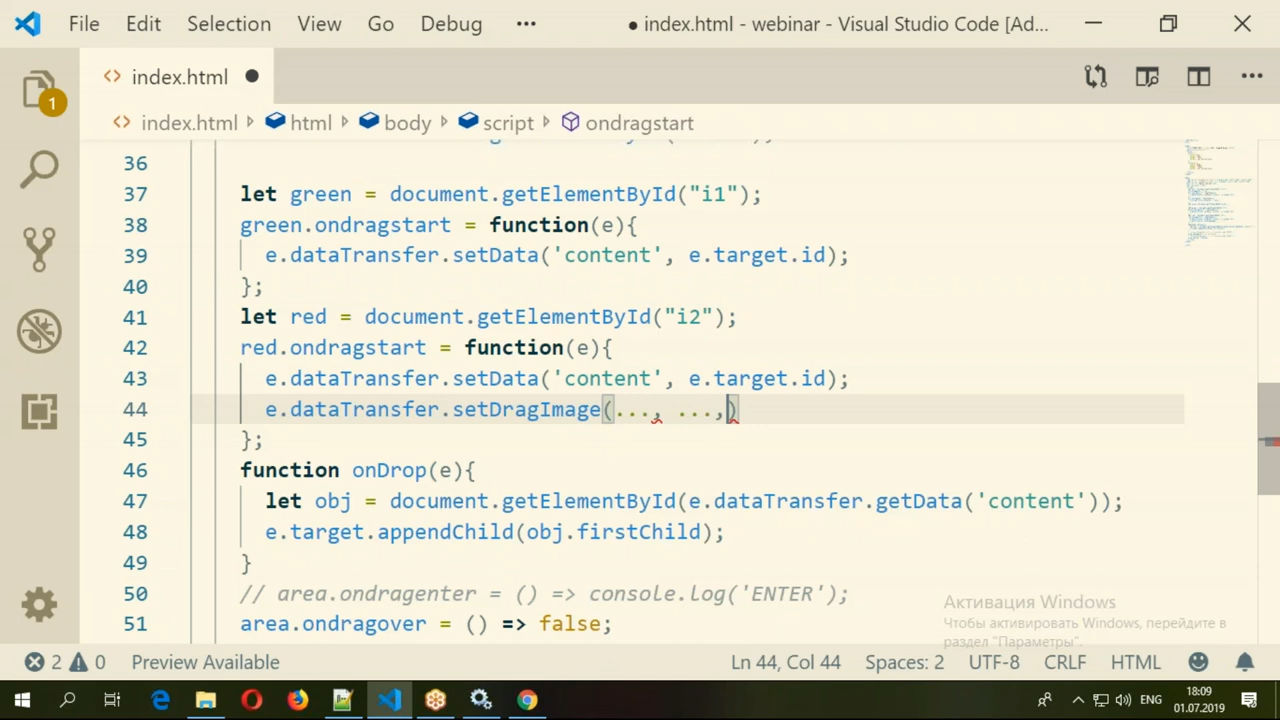 File Edit Selection View Go Debug ••• ● index.html - webinar - Visual Studio Code [Ad...
index.html
1
index.html html body script ondragstart
36
37 let green = document.getElementById("i1");
38 green.ondragstart = function(e){
39 e.dataTransfer.setData('content', e.target.id);
40 };
41 let red = document.getElementById("i2");
42 red.ondragstart = function(e){
43 e.dataTransfer.setData('content', e.target.id);
44 e.dataTransfer.setDragImage(..., ...,)
45 };
46 function onDrop(e){
47 let obj = document.getElementById(e.dataTransfer.getData('content'));
48 e.target.appendChild(obj.firstChild);
49 }
50 // area.ondragenter = () => console.log('ENTER');
51 area.ondragover = () => false;
Активация Windows
Чтобы активировать Windows, перейдите в
раздел "Параметры".
2 0 Preview Available Ln 44, Col 44 Spaces: 2 UTF-8 CRLF HTML
ENG 18:09
01.07.2019